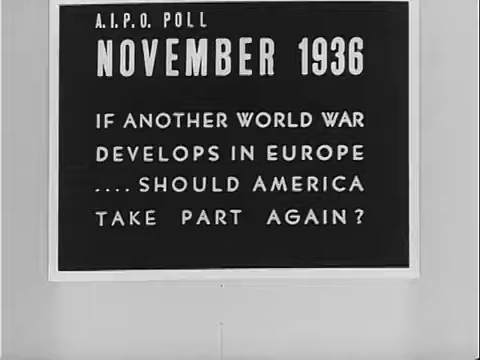 A.I.P.O. POLL
NOVEMBER 1936
IF ANOTHER WORLD WAR
DEVELOPS IN EUROPE
.... SHOULD AMERICA
TAKE PART AGAIN?